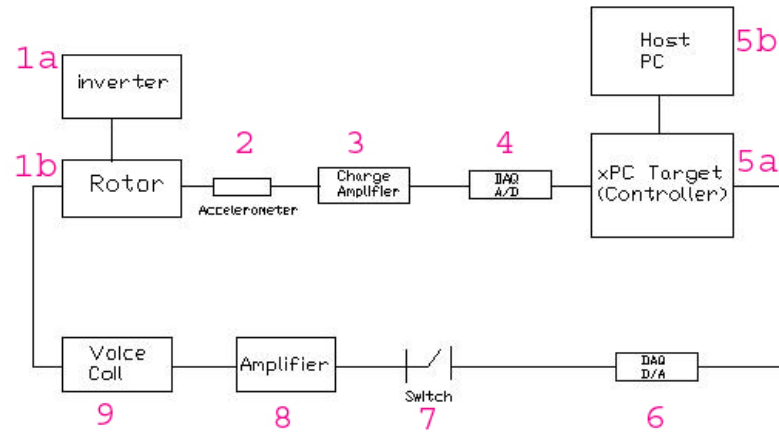 1a
inverter
Host
PC
5b
1b
Rotor
2
Accelerometer
3
Charge
Amplifier
4
DAQ
A/D
xPC Target
(Controller)
5a
Voice
Coil
9
Amplifier
8
Switch
7
DAQ
D/A
6